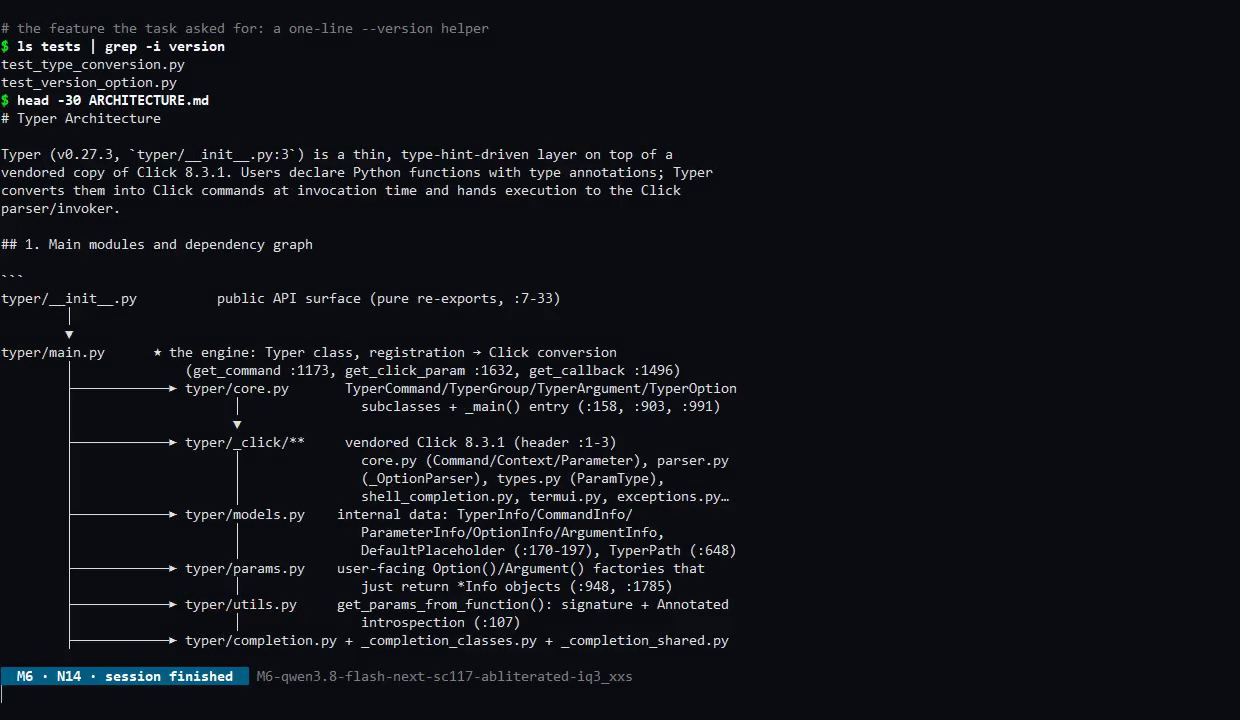 # the feature the task asked for: a one-line --version helper
$ ls tests | grep -i version
test_type_conversion.py
test_version_option.py
$ head -30 ARCHITECTURE.md
# Typer Architecture

Typer (v0.27.3, `typer/__init__.py:3`) is a thin, type-hint-driven layer on top of a
vendored copy of Click 8.3.1. Users declare Python functions with type annotations; Typer
converts them into Click commands at invocation time and hands execution to the Click
parser/invoker.

## 1. Main modules and dependency graph

```
typer/__init__.py          public API surface (pure re-exports, :7-33)
        │
        ▼
typer/main.py      ★ the engine: Typer class, registration → Click conversion
        │              (get_command :1173, get_click_param :1632, get_callback :1496)
        ├────────────► typer/core.py       TyperCommand/TyperGroup/TyperArgument/TyperOption
        │                    │               subclasses + _main() entry (:158, :903, :991)
        │                    ▼
        ├────────────► typer/_click/**     vendored Click 8.3.1 (header :1-3)
        │                    │               core.py (Command/Context/Parameter), parser.py
        │                    │               (_OptionParser), types.py (ParamType),
        │                    │               shell_completion.py, termui.py, exceptions.py…
        ├────────────► typer/models.py    internal data: TyperInfo/CommandInfo/
        │                    │               ParameterInfo/OptionInfo/ArgumentInfo,
        │                    │               DefaultPlaceholder (:170-197), TyperPath (:648)
        ├────────────► typer/params.py    user-facing Option()/Argument() factories that
        │                    │               just return *Info objects (:948, :1785)
        ├────────────► typer/utils.py     get_params_from_function(): signature + Annotated
        │                    │               introspection (:107)
        ├────────────► typer/completion.py + _completion_classes.py + _completion_shared.py

M6 · N14 · session finished  M6-qwen3.8-flash-next-sc117-abliterated-iq3_xxs